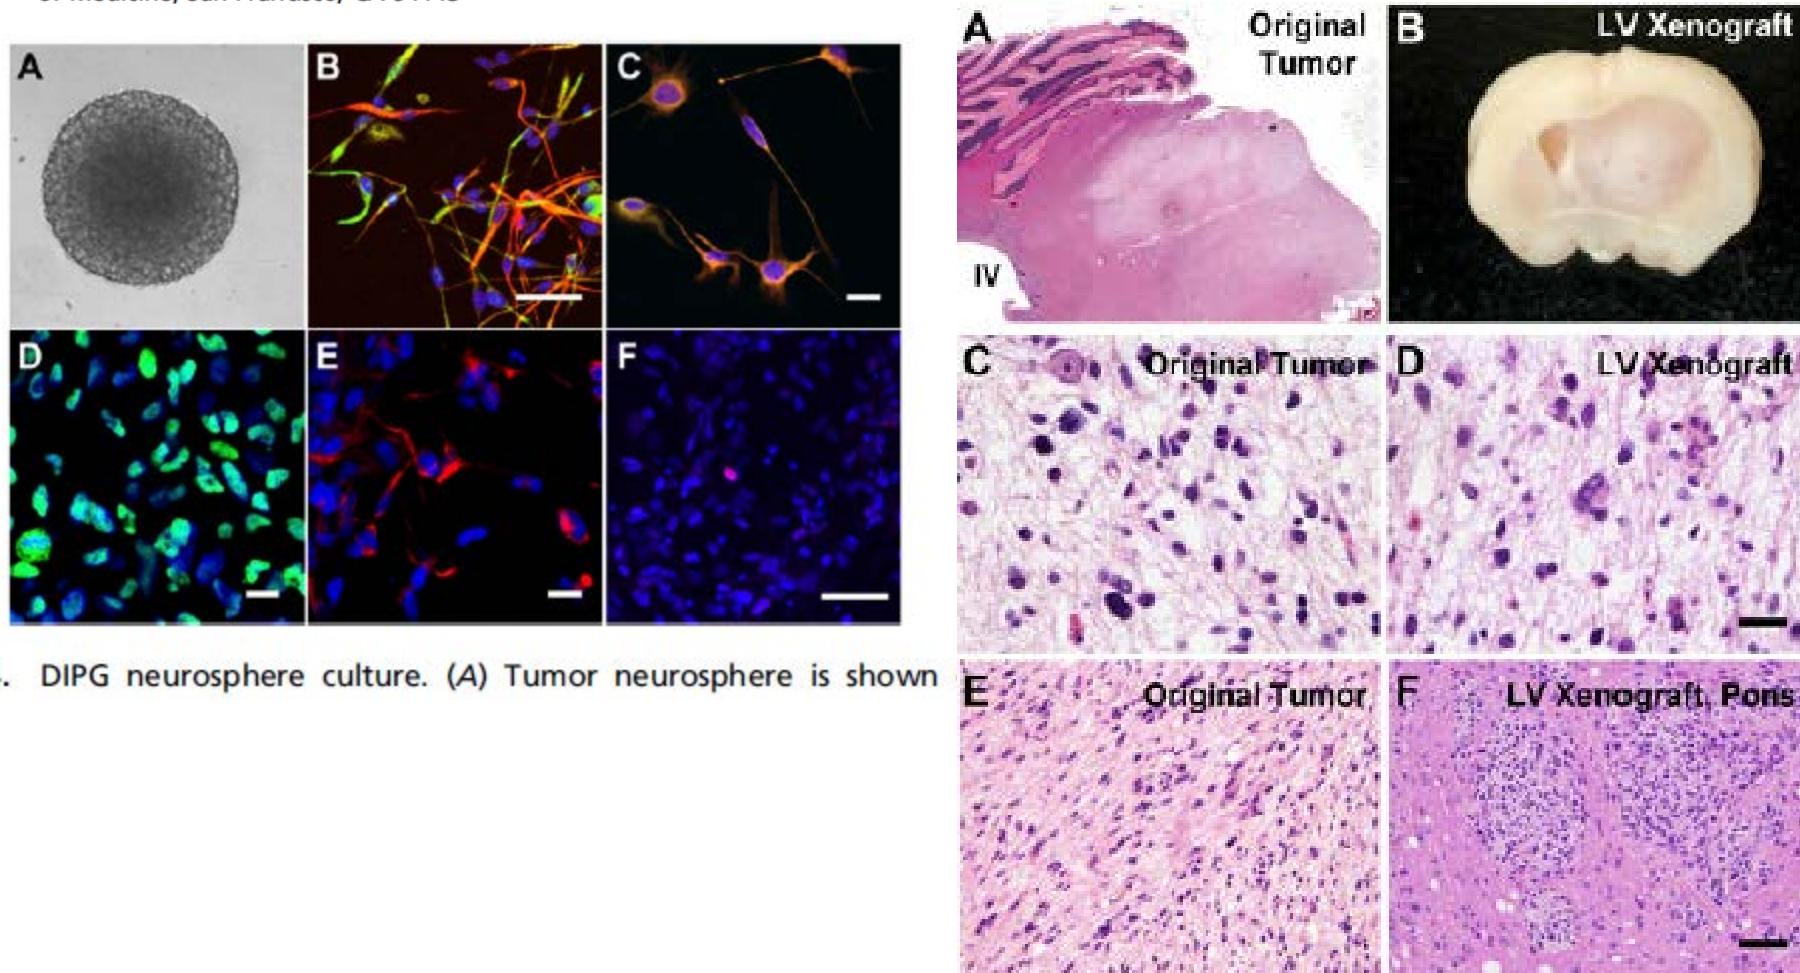 A
B
C
D
E
F
DIPG neurosphere culture. (A) Tumor neurosphere is shown
A
Original
Tumor
IV
B
LV Xenograft
C
Original Tumor
D
LV Xenograft
E
Original Tumor
F
LV Xenograft, Pons